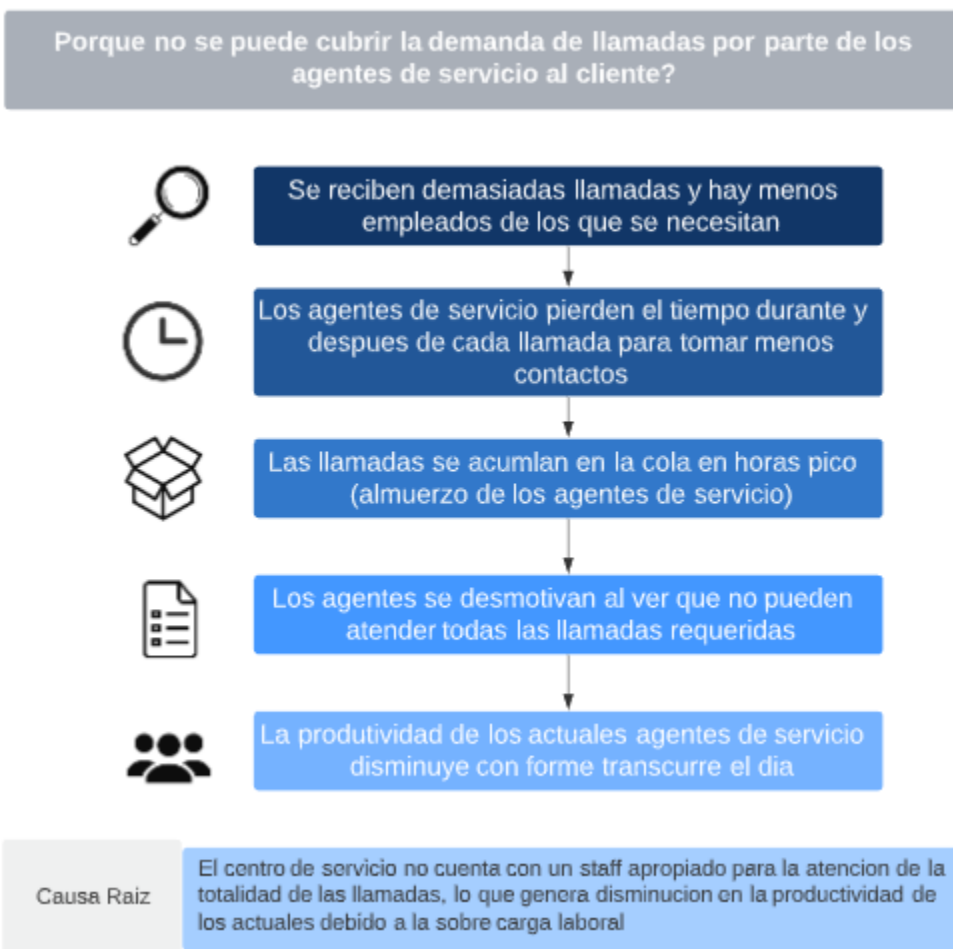 Porque no se puede cubrir la demanda de llamadas por parte de los
agentes de servicio al cliente?
Se reciben demasiadas llamadas y hay menos
empleados de los que se necesitan
Los agentes de servicio pierden el tiempo durante y
despues de cada llamada para tomar menos
contactos
Las llamadas se acumlan en la cola en horas pico
(almuerzo de los agentes de servicio)
Los agentes se desmotivan al ver que no pueden
atender todas las llamadas requeridas
La produtividad de los actuales agentes de servicio
disminuye con forme transcurre el dia
Causa Raiz
El centro de servicio no cuenta con un staff apropiado para la atencion de la
totalidad de las llamadas, lo que genera disminucion en la productividad de
los actuales debido a la sobre carga laboral